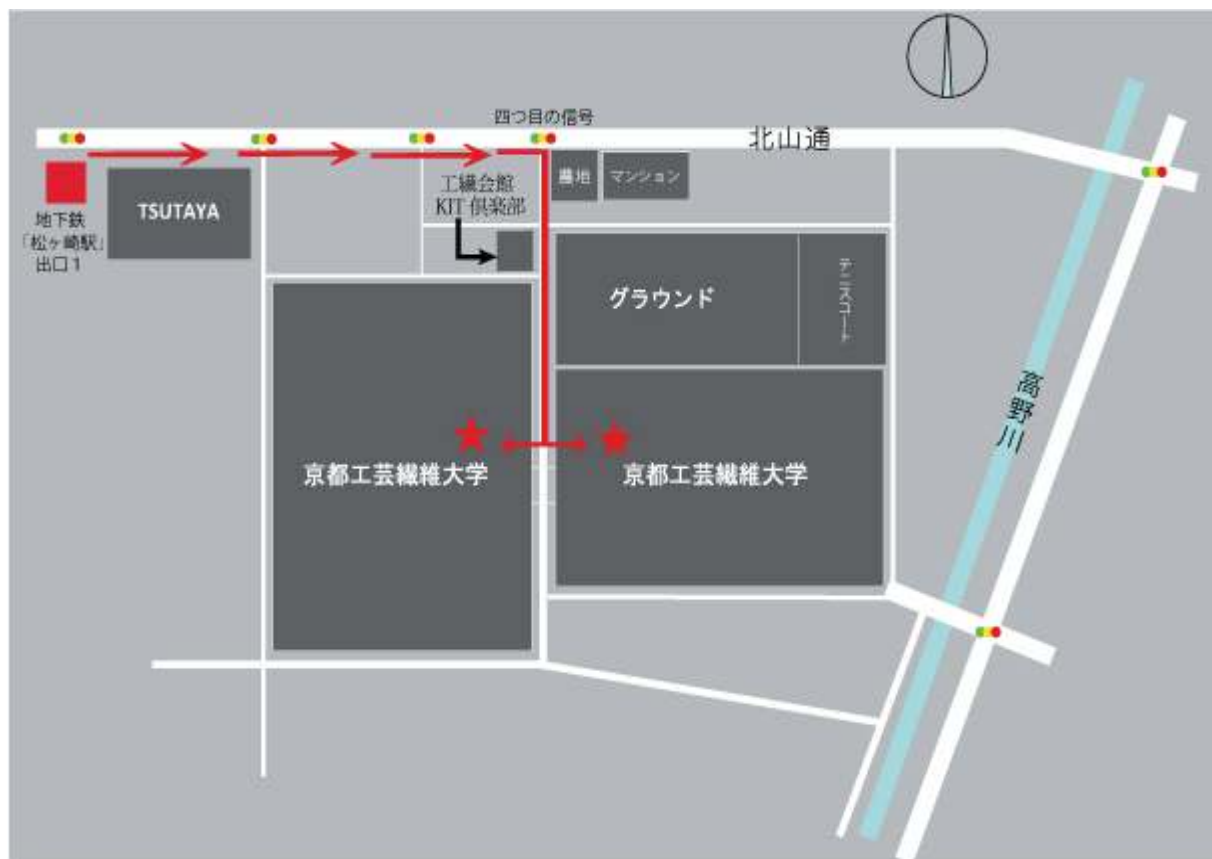 四つ目の信号
北山通
TSUTAYA
地下鉄
「松ヶ崎駅」
出口1
工繊会館
KIT 倶楽部
農地
マンション
グラウンド
テニスコート
京都工芸繊維大学
京都工芸繊維大学
高野川